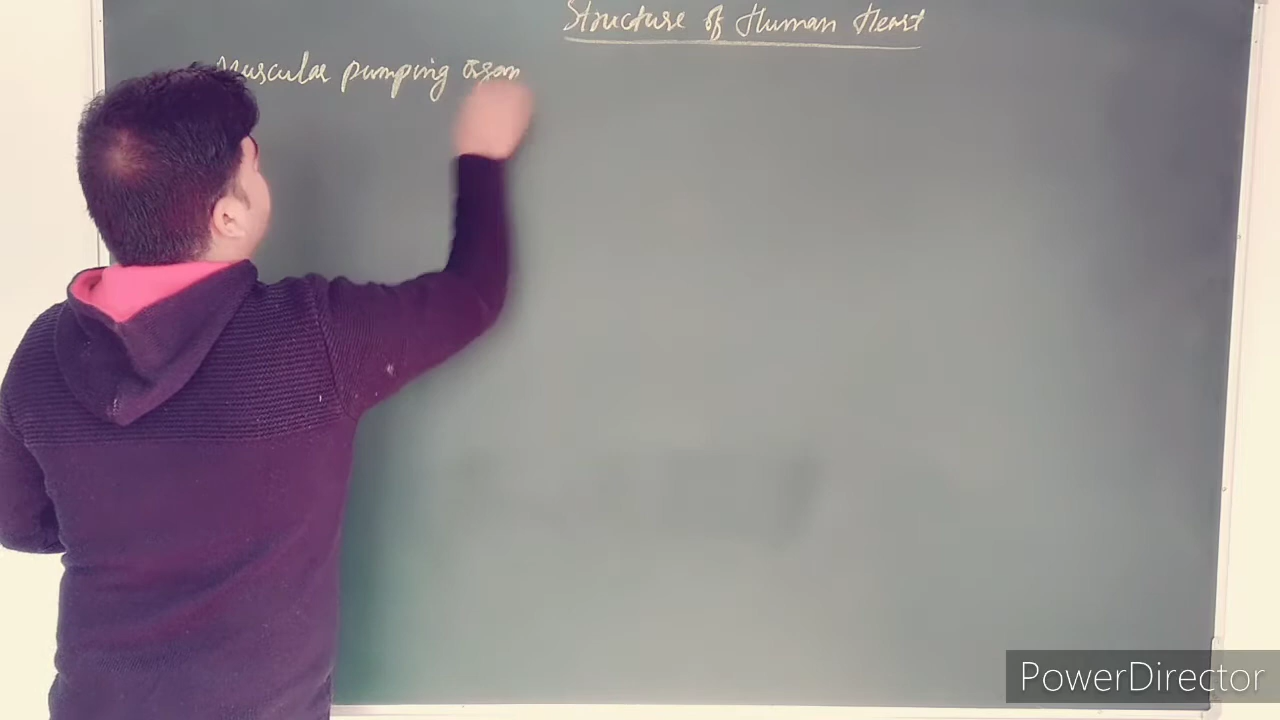 Structure of Human Heart
Muscular pumping organ
PowerDirector